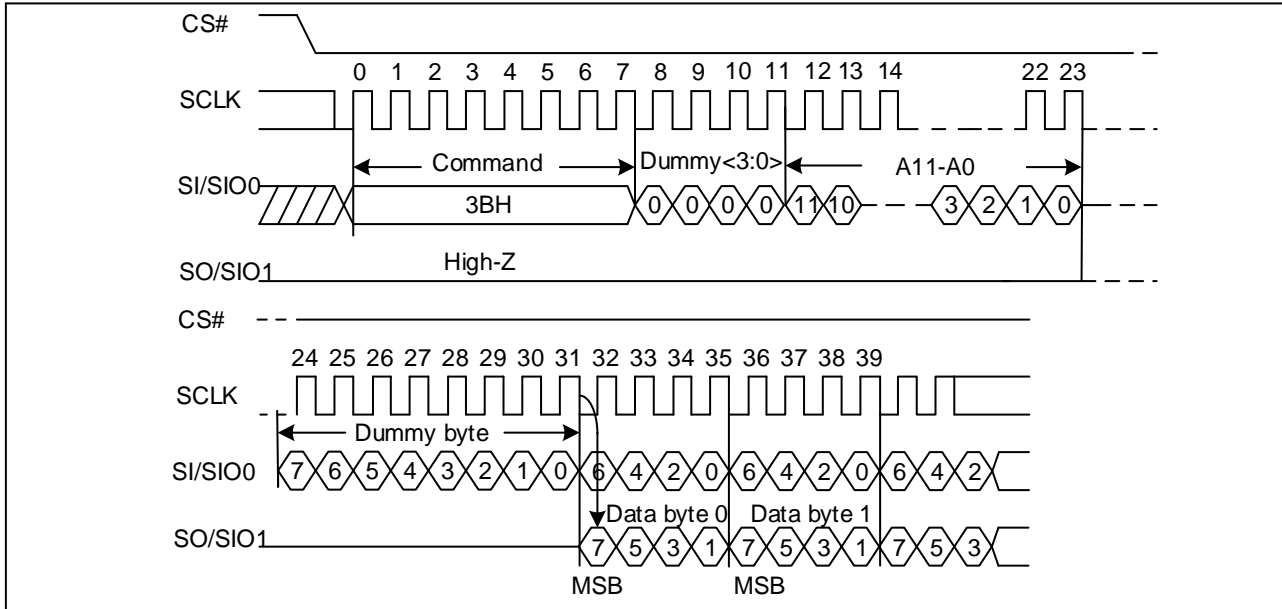 CS#
0 1 2 3 4 5 6 7 8 9 10 11 12 13 14 22 23
SCLK
Command Dummy<3:0> A11-A0
SI/SIO0 3BH 0 0 0 0 11 10 3 2 1 0
High-Z
SO/SIO1
CS#
24 25 26 27 28 29 30 31 32 33 34 35 36 37 38 39
SCLK
Dummy byte
SI/SIO0 7 6 5 4 3 2 1 0 6 4 2 0 6 4 2 0 6 4 2
Data byte 0 Data byte 1
SO/SIO1 7 5 3 1 7 5 3 1 7 5 3
MSB MSB